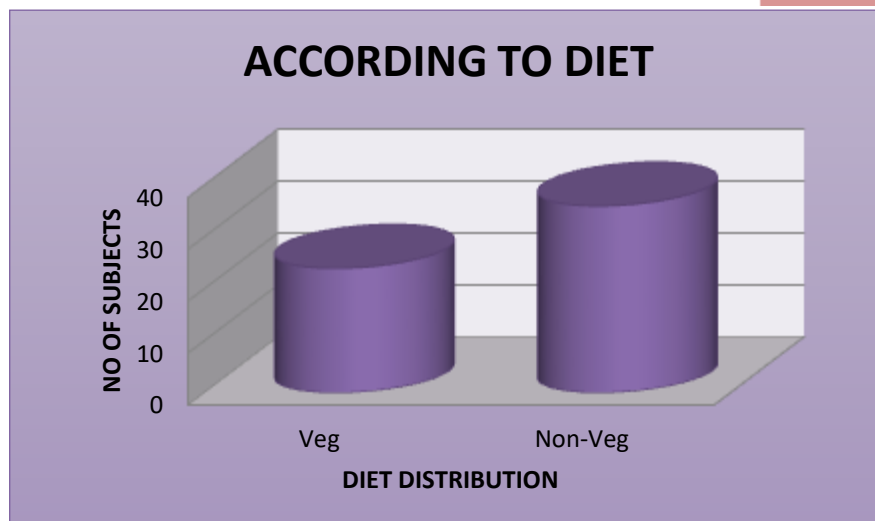 ACCORDING TO DIET
NO OF SUBJECTS
40
30
20
10
0
Veg Non-Veg
DIET DISTRIBUTION